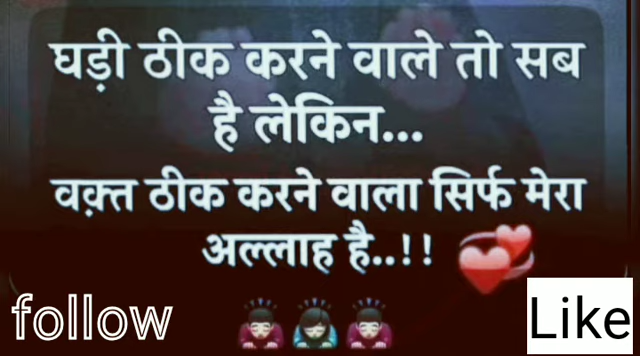 घड़ी ठीक करने वाले तो सब
है लेकिन...
वक़्त ठीक करने वाला सिर्फ मेरा
अल्लाह है..!!
follow
Like